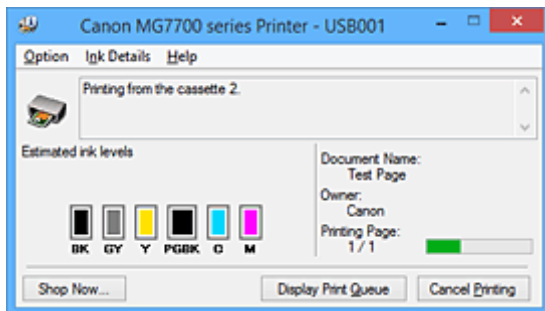 Canon MG7700 series Printer - USB001
Option Ink Details Help
Printing from the cassette 2.
Estimated ink levels
Document Name:
Test Page
Owner:
Canon
Printing Page:
1 / 1
BK GY Y PGBK C M
Shop Now... Display Print Queue Cancel Printing